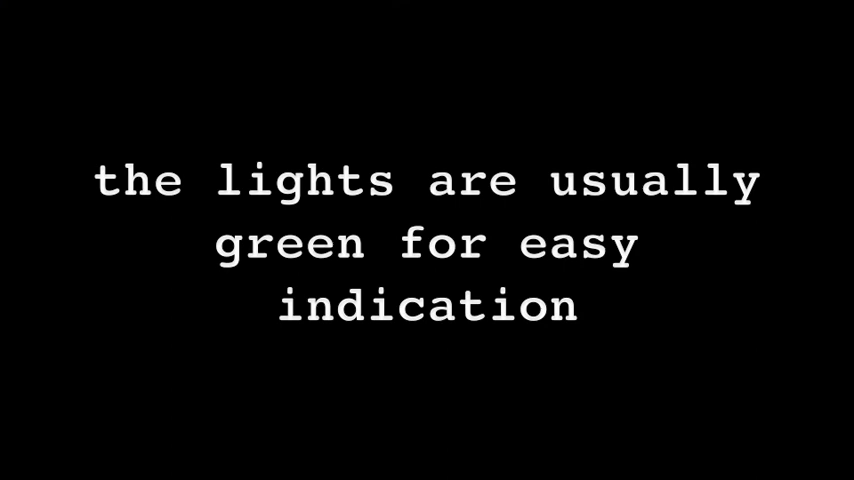 the lights are usually
green for easy
indication